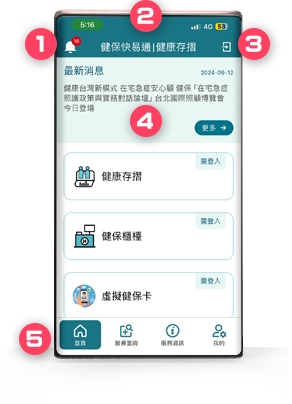 2
5:16 4G 53
1
健保快易通|健康存摺
3
最新消息 2024-09-12
健康台灣新模式 在宅急症安心顧 健保「在宅急症
照護政策與實務對話論壇」台北國際照顧博覽會
今日登場
4
更多 →
需登入
健康存摺
需登入
健保櫃檯
需登入
虛擬健保卡
5
首頁 醫療查詢 服務資訊 我的